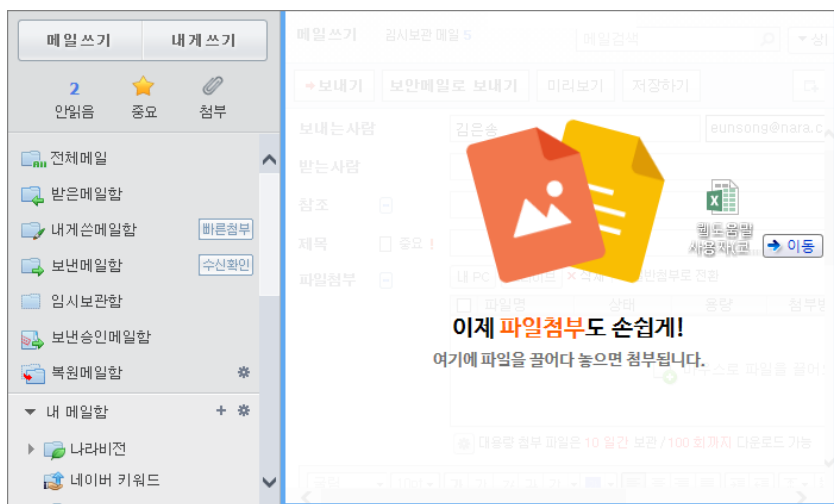 메일쓰기 내게쓰기
2
안읽음 중요 첨부
전체메일
받은메일함
내게쓴메일함 빠른첨부
보낸메일함 수신확인
임시보관함
보낸승인메일함
복원메일함
내 메일함
나라비전
네이버 키워드
메일쓰기 감시보관 메일 5 메일검색
보내기 보안메일로 보내기 미리보기 저장하기
보내는사람 김은송 eunsong@nara.c
받는사람
참조
제목 중요 !
파일첨부 내 PC
파일명 상태 용량
이동
이제 파일첨부도 손쉽게!
여기에 파일을 끌어다 놓으면 첨부됩니다.
대용량 첨부 파일은 10 일간 보관 / 100 회까지 다운로드 가능